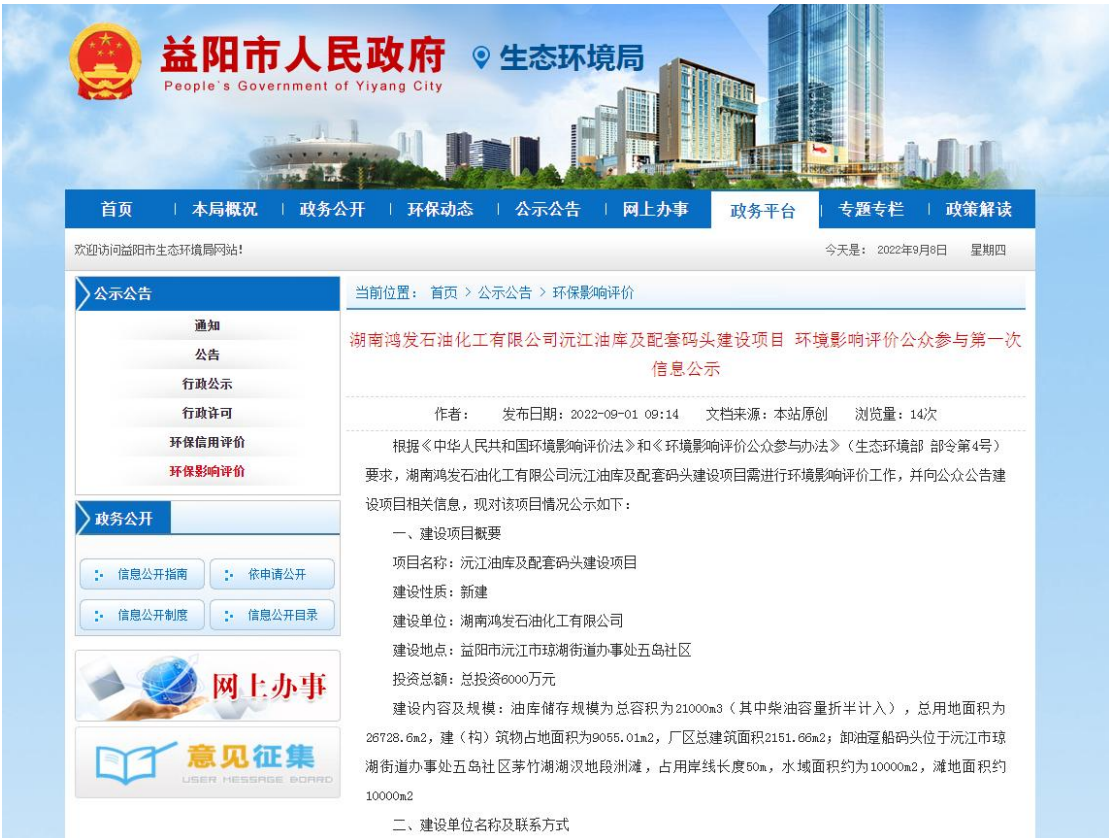 益阳市人民政府 生态环境局
People's Government of Yiyang City
首页 本局概况 政务公开 环保动态 公示公告 网上办事 政务平台 专题专栏 政策解读
欢迎访问益阳市生态环境局网站! 今天是: 2022年9月8日 星期四
公示公告
通知
公告
行政公示
行政许可
环保信用评价
环保影响评价
政务公开
信息公开指南 依申请公开
信息公开制度 信息公开目录
网上办事
意见征集
USER MESSAGE BOARD
当前位置: 首页 > 公示公告 > 环保影响评价
湖南鸿发石油化工有限公司沅江油库及配套码头建设项目 环境影响评价公众参与第一次
信息公示
作者: 发布日期: 2022-09-01 09:14 文档来源: 本站原创 浏览量: 14次
根据《中华人民共和国环境影响评价法》和《环境影响评价公众参与办法》（生态环境部 部令第4号）
要求，湖南鸿发石油化工有限公司沅江油库及配套码头建设项目需进行环境影响评价工作，并向公众公告建
设项目相关信息，现对该项目情况公示如下：
一、建设项目概要
项目名称：沅江油库及配套码头建设项目
建设性质：新建
建设单位：湖南鸿发石油化工有限公司
建设地点：益阳市沅江市琼湖街道办事处五岛社区
投资总额：总投资6000万元
建设内容及规模：油库储存规模为总容积为21000m3（其中柴油容量折半计入），总用地面积为
26728.6m2，建（构）筑物占地面积为9055.01m2，厂区总建筑面积2151.66m2；卸油趸船码头位于沅江市琼
湖街道办事处五岛社区茅竹湖湖汊地段洲滩，占用岸线长度50m，水域面积约为10000m2，滩地面积约
10000m2
二、建设单位名称及联系方式